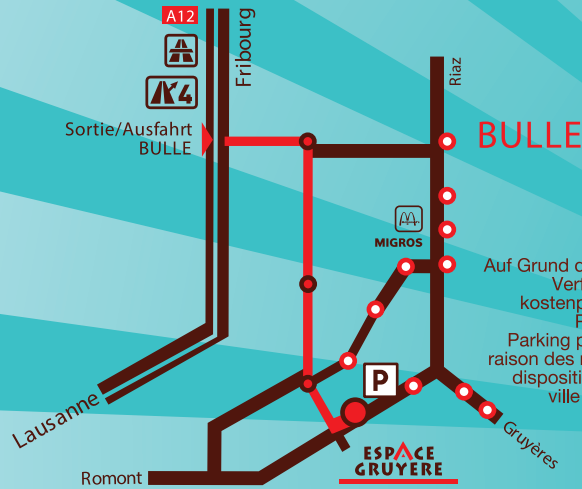 A12
Fribourg
4
Riaz
Sortie/Ausfahrt
BULLE
BULLE
MIGROS
Auf Grund
kostenp
P
Parking p
raison des
dispositi
ville
Lausanne
Gruyères
Romont
ESPACE
GRUYERE